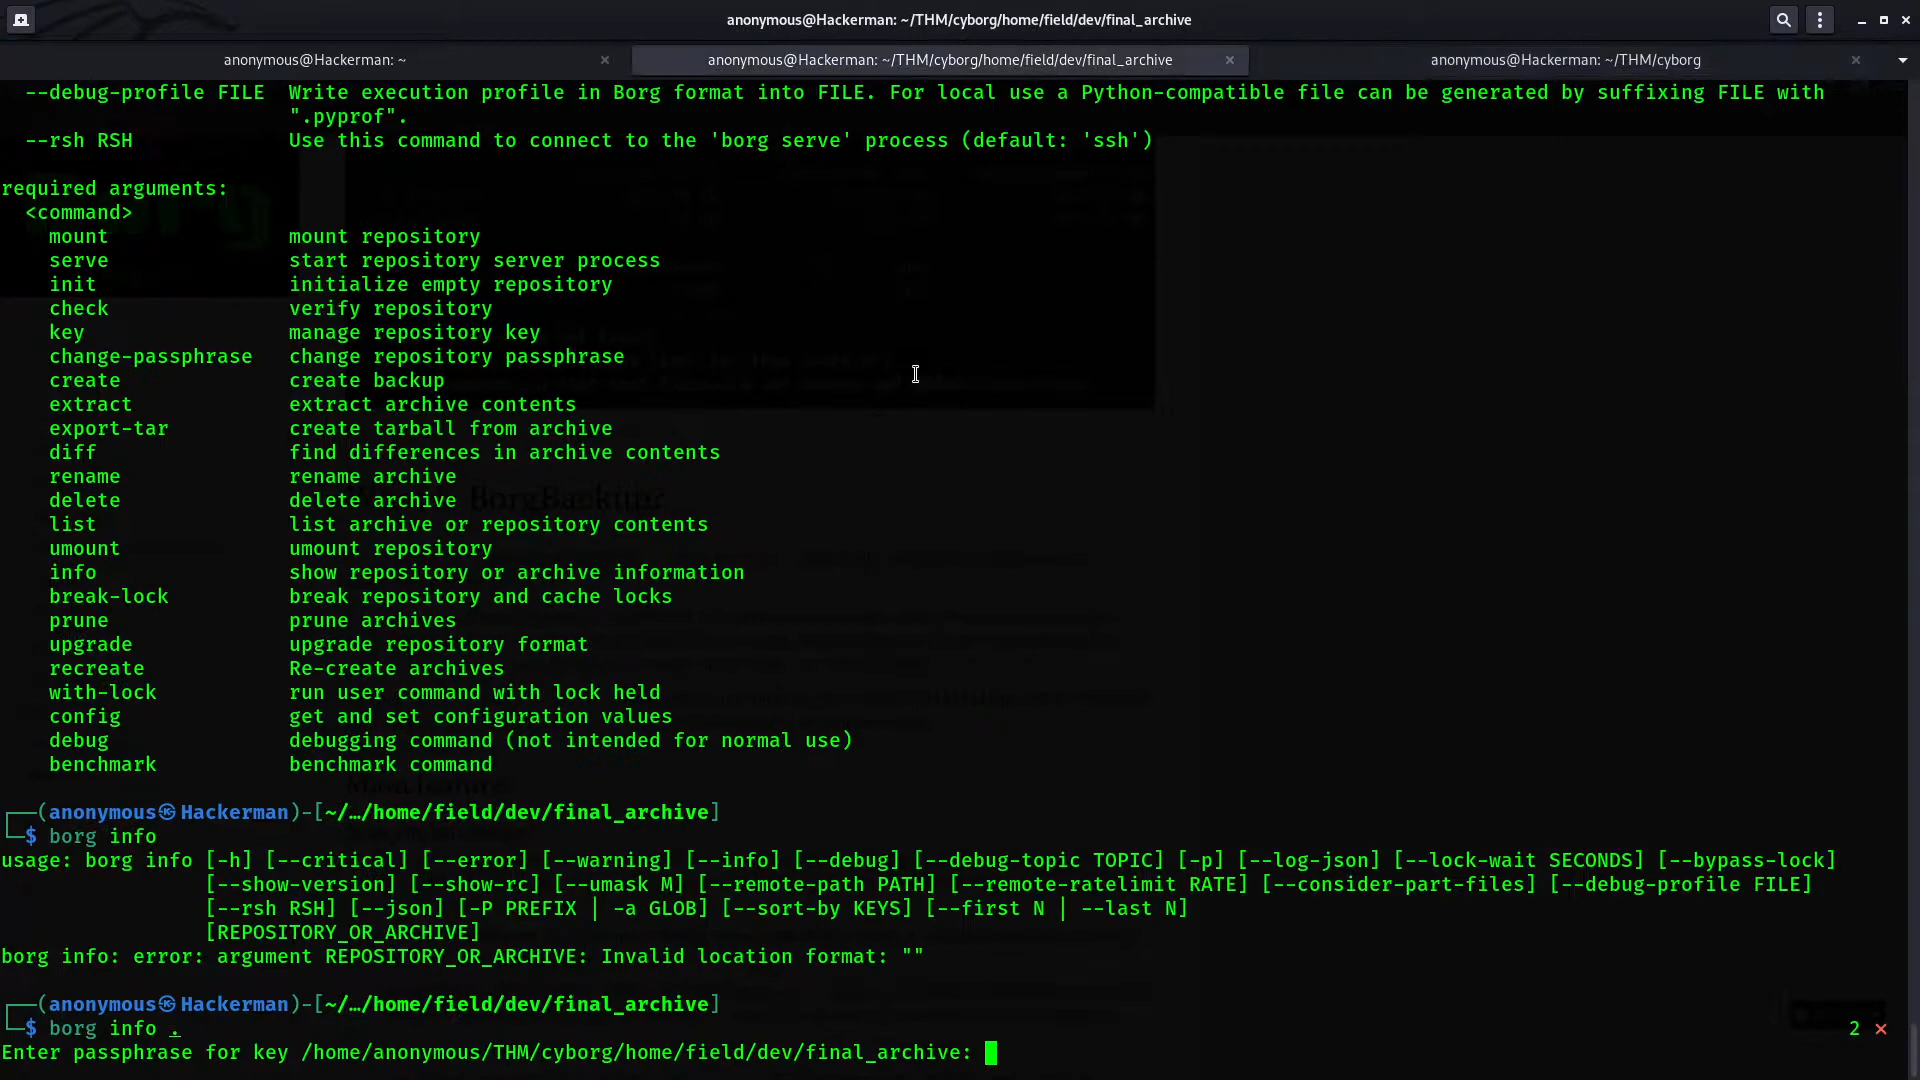 anonymous@Hackerman: ~/THM/cyborg/home/field/dev/final_archive
anonymous@Hackerman: ~
anonymous@Hackerman: ~/THM/cyborg/home/field/dev/final_archive
anonymous@Hackerman: ~/THM/cyborg
--debug-profile FILE  Write execution profile in Borg format into FILE. For local use a Python-compatible file can be generated by suffixing FILE with
".pyprof".
--rsh RSH             Use this command to connect to the 'borg serve' process (default: 'ssh')
required arguments:
<command>
mount               mount repository
serve               start repository server process
init                initialize empty repository
check               verify repository
key                 manage repository key
change-passphrase   change repository passphrase
create              create backup
extract             extract archive contents
export-tar          create tarball from archive
diff                find differences in archive contents
rename              rename archive
delete              delete archive
list                list archive or repository contents
umount              umount repository
info                show repository or archive information
break-lock          break repository and cache locks
prune               prune archives
upgrade             upgrade repository format
recreate            Re-create archives
with-lock           run user command with lock held
config              get and set configuration values
debug               debugging command (not intended for normal use)
benchmark           benchmark command
┌──(anonymous㉿Hackerman)-[~/…/home/field/dev/final_archive]
└─$ borg info
usage: borg info [-h] [--critical] [--error] [--warning] [--info] [--debug] [--debug-topic TOPIC] [-p] [--log-json] [--lock-wait SECONDS] [--bypass-lock]
[--show-version] [--show-rc] [--umask M] [--remote-path PATH] [--remote-ratelimit RATE] [--consider-part-files] [--debug-profile FILE]
[--rsh RSH] [--json] [-P PREFIX | -a GLOB] [--sort-by KEYS] [--first N | --last N]
[REPOSITORY_OR_ARCHIVE]
borg info: error: argument REPOSITORY_OR_ARCHIVE: Invalid location format: ""
┌──(anonymous㉿Hackerman)-[~/…/home/field/dev/final_archive]
└─$ borg info . 2 ⨯
Enter passphrase for key /home/anonymous/THM/cyborg/home/field/dev/final_archive: